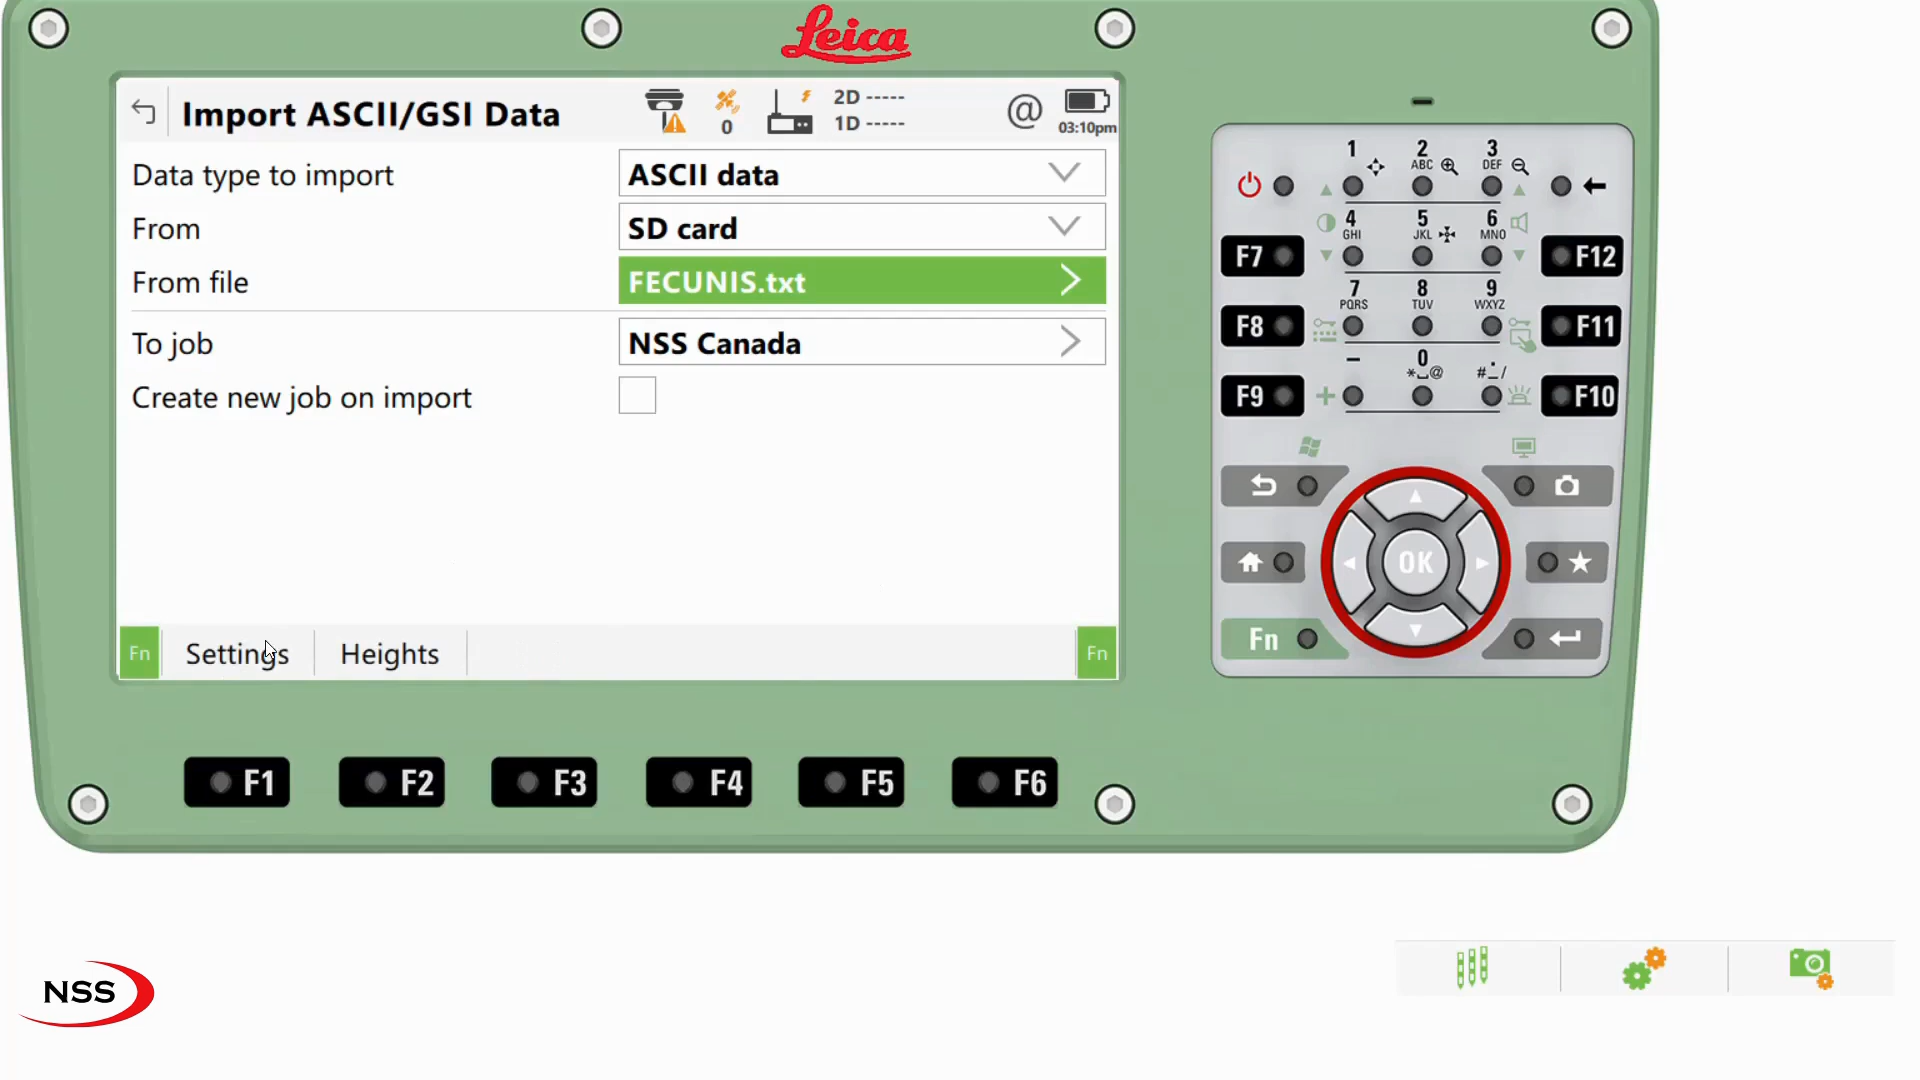 Leica
Import ASCII/GSI Data
0
2D -----
1D -----
@
03:10pm
Data type to import
ASCII data
From
SD card
From file
FECUNIS.txt
To job
NSS Canada
Create new job on import
Fn
Settings
Heights
Fn
F1
F2
F3
F4
F5
F6
1
2
ABC
3
DEF
4
GHI
5
JKL
6
MNO
F7
F12
7
PQRS
8
TUV
9
WXYZ
F8
F11
–
0
*⎵@
#∸/
F9
+
F10
OK
Fn
NSS